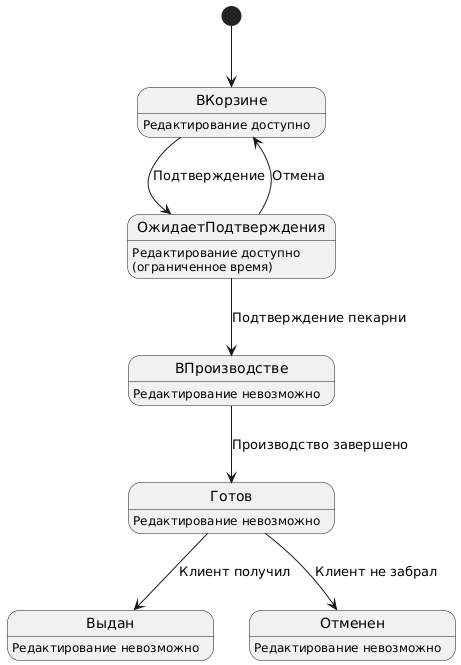 ВКорзине
Редактирование доступно
Подтверждение
Отмена
ОжидаетПодтверждения
Редактирование доступно
(ограниченное время)
Подтверждение пекарни
ВПроизводстве
Редактирование невозможно
Производство завершено
Готов
Редактирование невозможно
Клиент получил
Клиент не забрал
Выдан
Редактирование невозможно
Отменен
Редактирование невозможно